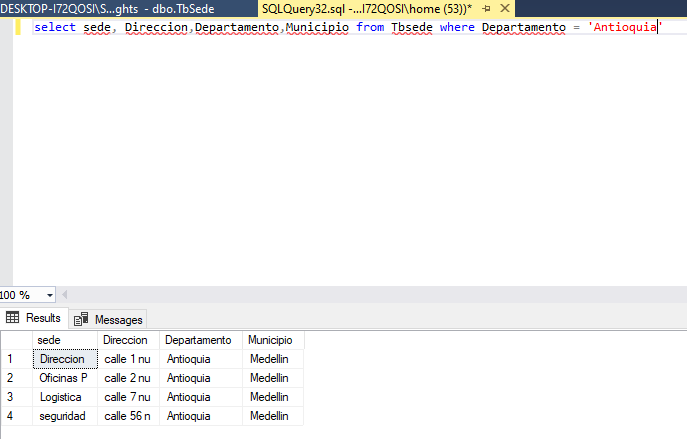 DESKTOP-I72QOSI\S...ghts - dbo.TbSede
SQLQuery32.sql -...I72QOSI\home (53))*
select sede, Direccion,Departamento,Municipio from Tbsede where Departamento = 'Antioquia'
100 %
Results Messages
sede Direccion Departamento Municipio
1 Direccion calle 1 nu Antioquia Medellin
2 Oficinas P calle 2 nu Antioquia Medellin
3 Logistica calle 7 nu Antioquia Medellin
4 seguridad calle 56 n Antioquia Medellin